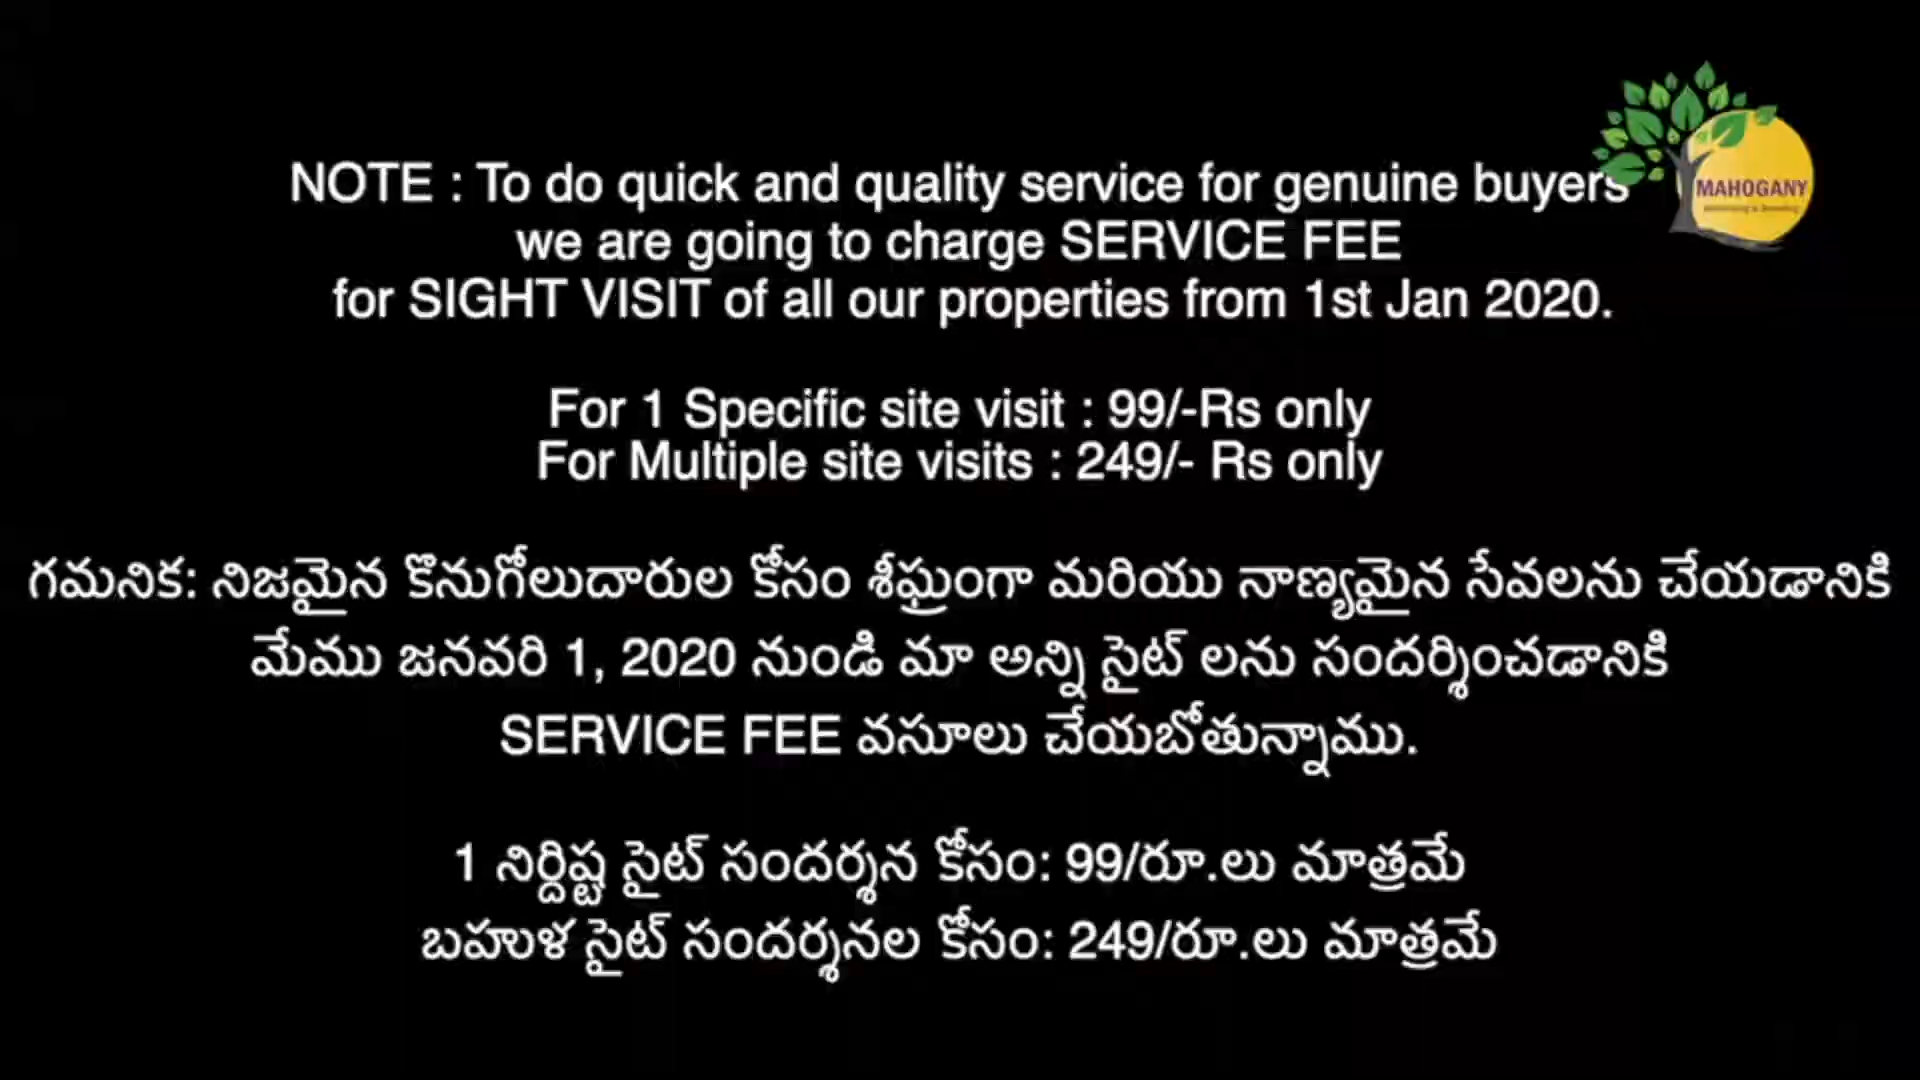 NOTE : To do quick and quality service for genuine buyers
we are going to charge SERVICE FEE
for SIGHT VISIT of all our properties from 1st Jan 2020.
MAHOGANY
For 1 Specific site visit : 99/-Rs only
For Multiple site visits : 249/- Rs only
గమనిక: నిజమైన కొనుగోలుదారుల కోసం శీఘ్రంగా మరియు నాణ్యమైన సేవలను చేయడానికి
మేము జనవరి 1, 2020 నుండి మా అన్ని సైట్ లను సందర్శించడానికి
SERVICE FEE వసూలు చేయబోతున్నాము.
1 నిర్దిష్ట సైట్ సందర్శన కోసం: 99/రూ.లు మాత్రమే
బహుళ సైట్ సందర్శనల కోసం: 249/రూ.లు మాత్రమే